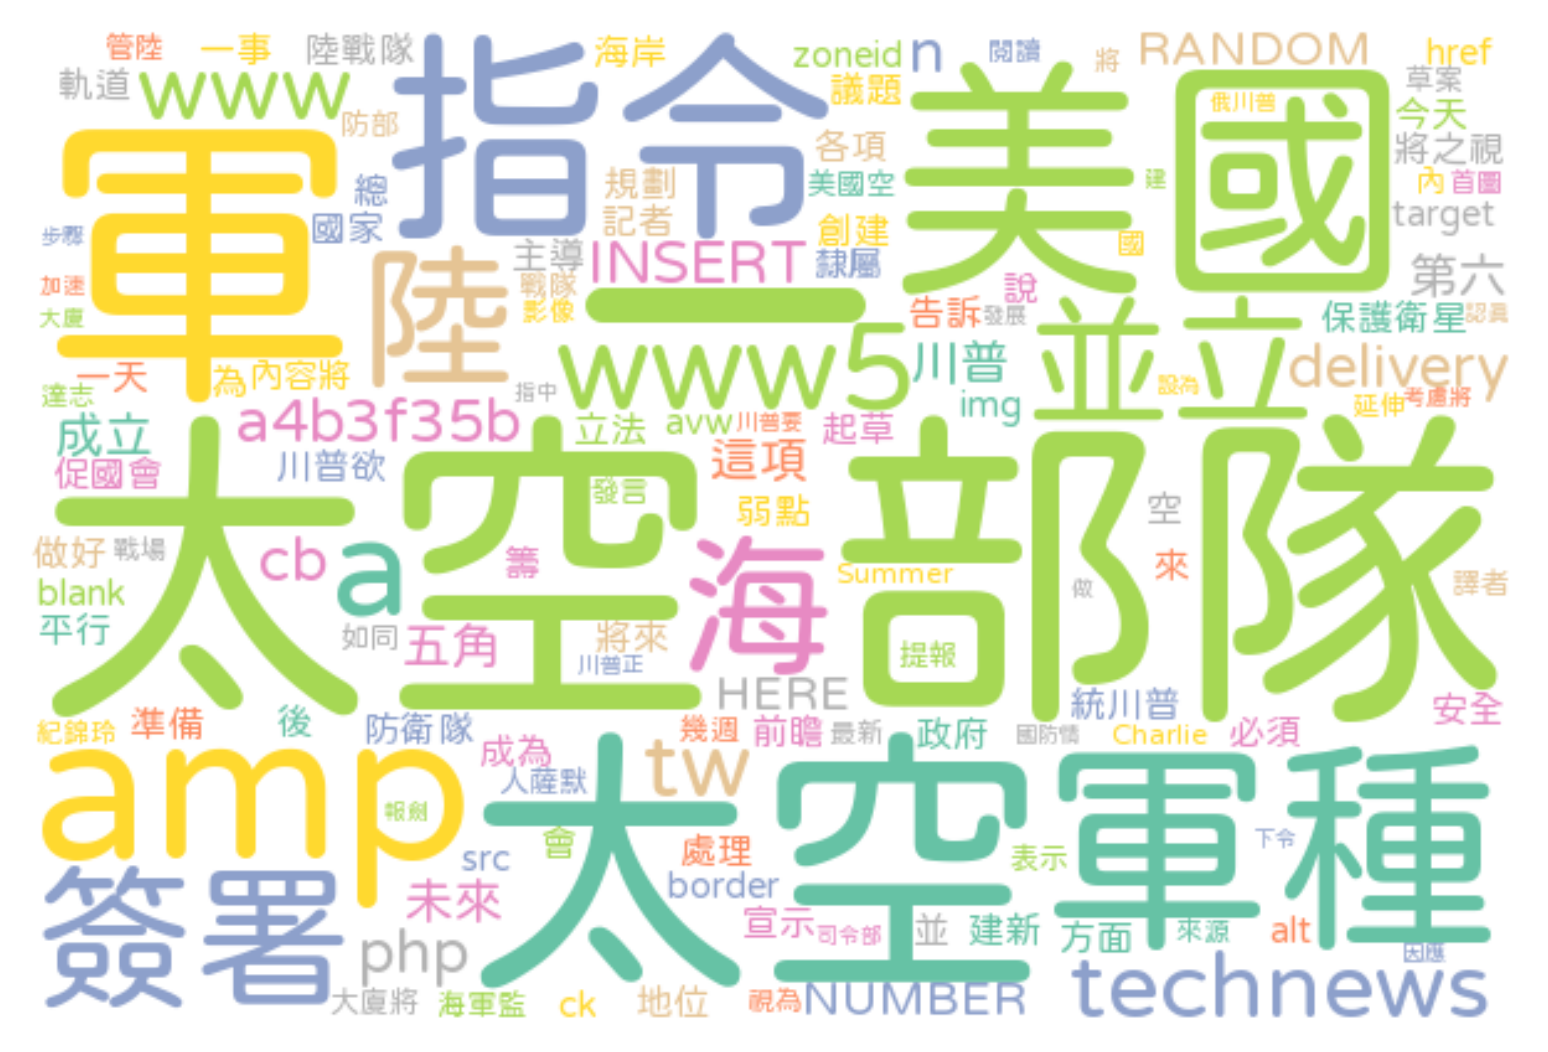 管陸 一事 陸戰隊 指令 海岸 zoneid n 閱讀 將 RANDOM href
軌道 www 防部 議題 美國 俄川普 草案 今天
軍 總 國家 規劃 記者 各項 美國空 建 將之視 內 首圖
步驟 主導 INSERT 創建 隸屬 國 target
加速 陸 戰隊 一 說 第六
大廈 影像 告訴 發展 並立 保護衛星 認真
一天 為 內容將 指中 www5 川普 設為 delivery
達志 a4b3f35b 立法 avw 川普要 起草 img 延伸 考慮將
成立 川普欲 這項
促國會 太空部隊 發言 弱點 空
做好 戰場 cb a 籌 海 Summer 來 做 譯者
blank
平行 如同 五角 將來 川普正 提報
HERE 統川普 安全
紀錦玲 準備 後 防衛隊 成為 幾週 前瞻 最新 政府 國防情 Charlie 必須
amp 人薩默 tw 太空軍種
報劍 會 下令
src 處理 border 表示
簽署 未來 宣示 司令部 並 建新 方面 來源 alt
php 因應
大廈將 海軍監 ck 地位 視為 NUMBER technews